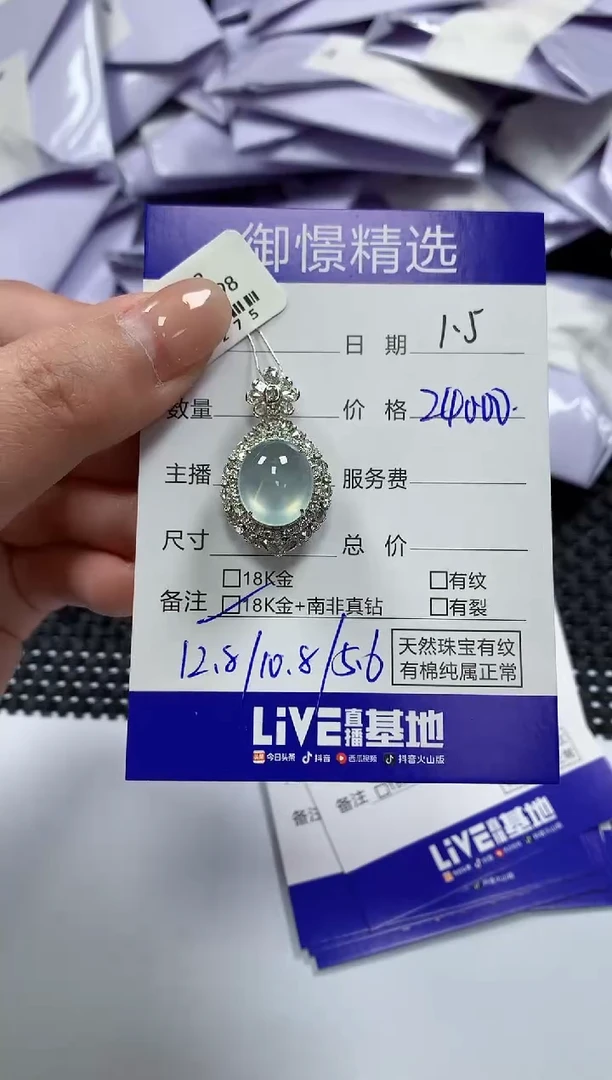 御憬精选
98
275
日 期 1.5
数量 价 格 24000.
主播 服务费
尺寸 总 价
备注 □18K金 □有纹
□18K金+南非真钻 □有裂
12.8/10.8/5.6
天然珠宝有纹
有棉纯属正常
LiVE直播基地
今日头条 抖音 西瓜视频 抖音火山版
备注
备注
LiVE直播基地